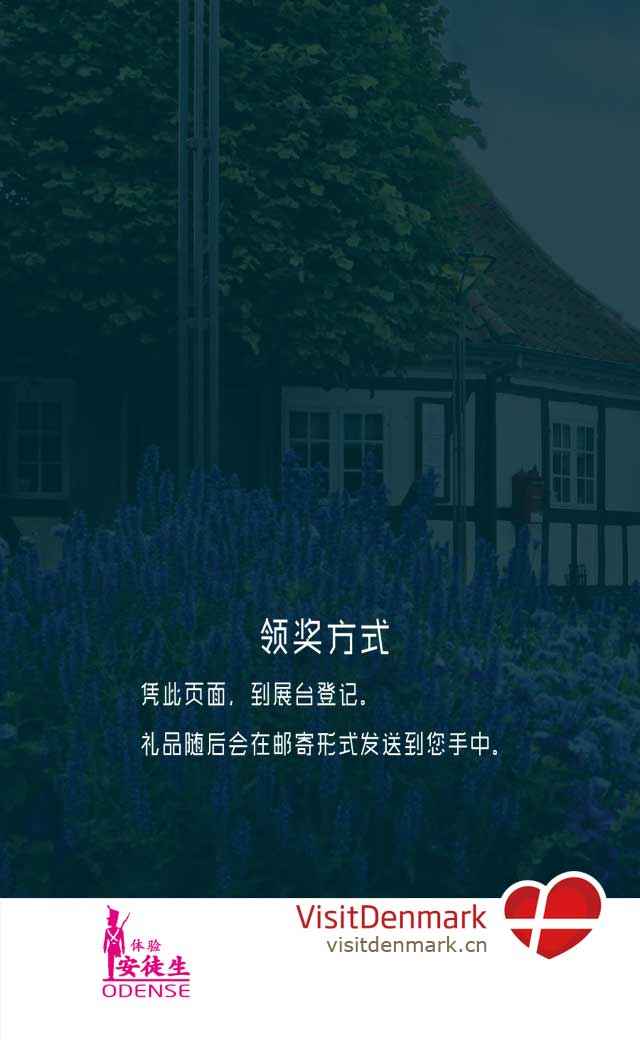 领奖方式
凭此页面，到展台登记。
礼品随后会在邮寄形式发送到您手中。
体验
安徒生
ODENSE
VisitDenmark
visitdenmark.cn